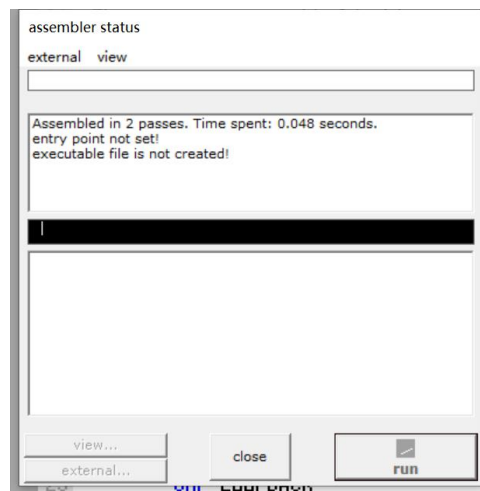 assembler status
external view
Assembled in 2 passes. Time spent: 0.048 seconds.
entry point not set!
executable file is not created!
view...
external...
close
run